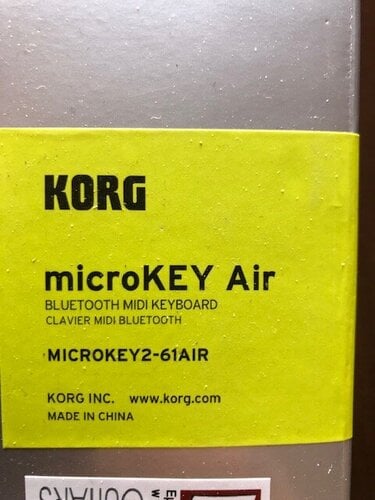 KORG
microKEY Air
BLUETOOTH MIDI KEYBOARD
CLAVIER MIDI BLUETOOTH
MICROKEY2-61AIR
KORG INC. www.korg.com
MADE IN CHINA